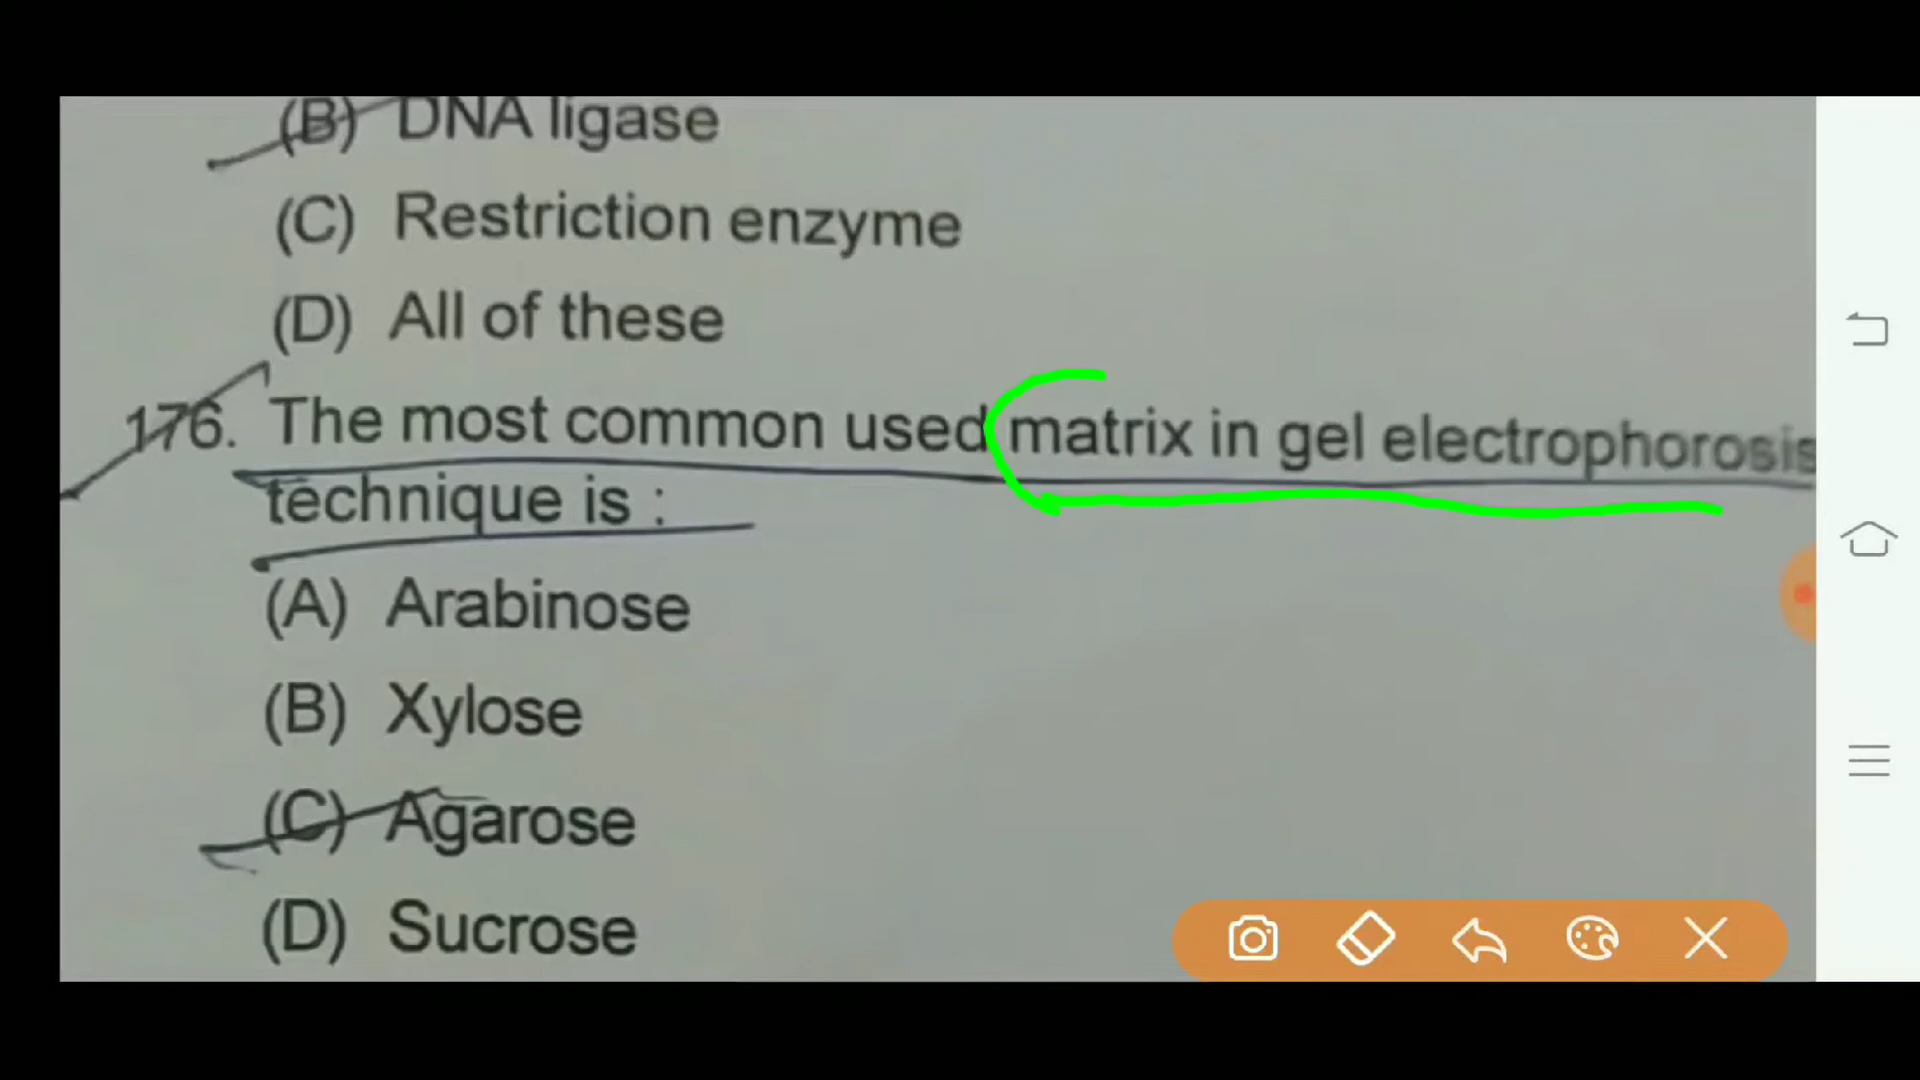 (B) DNA ligase
(C) Restriction enzyme
(D) All of these
176. The most common used matrix in gel electrophorosis
technique is :
(A) Arabinose
(B) Xylose
(C) Agarose
(D) Sucrose